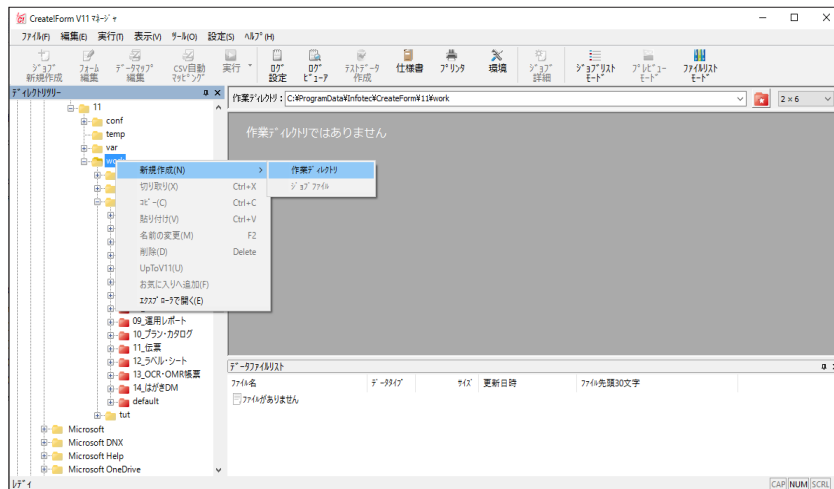 Create!Form V11 マネージャ
ファイル(F) 編集(E) 実行(T) 表示(V) ツール(O) 設定(S) ヘルプ(H)
ジョブ新規作成 フォーム編集 データマップ編集 CSV自動マッピング 実行 ログ設定 ログビューア テストデータ作成 仕様書 プリンタ 環境 ジョブ詳細 ジョブリストモード プレビューモード ファイルリストモード
ディレクトリツリー
作業ディレクトリ: C:¥ProgramData¥Infotec¥CreateForm¥11¥work
2×6
11
conf
temp
var
work
作業ディレクトリではありません
新規作成(N)
作業ディレクトリ
ジョブファイル
切り取り(X) Ctrl+X
コピー(C) Ctrl+C
貼り付け(V) Ctrl+V
名前の変更(M) F2
削除(D) Delete
UpToV11(U)
お気に入りへ追加(F)
エクスプローラで開く(E)
09_運用レポート
10_プラン・カタログ
11_伝票
12_ラベル・シート
13_OCR・OMR帳票
14_はがきDM
default
tut
Microsoft
Microsoft DNX
Microsoft Help
Microsoft OneDrive
データファイルリスト
ファイル名 データタイプ サイズ 更新日時 ファイル先頭30文字
ファイルがありません
レディ
CAP NUM SCRL